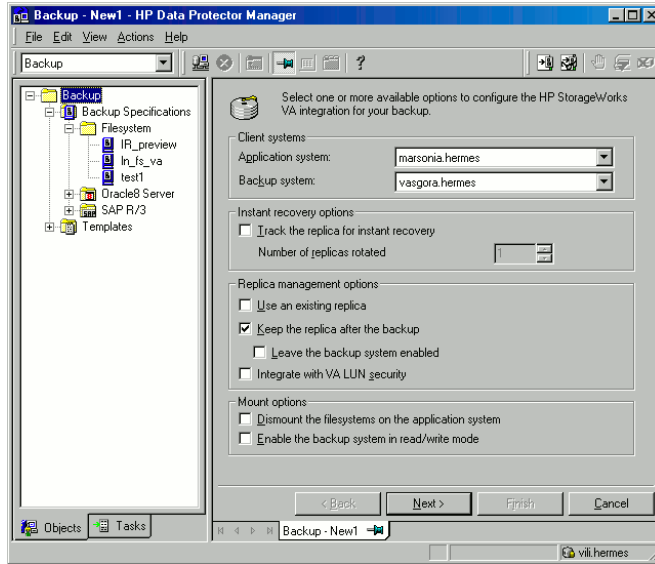 Backup - New1 - HP Data Protector Manager
File Edit View Actions Help
Backup
Backup
Backup Specifications
Filesystem
IR_preview
ln_fs_va
test1
Oracle8 Server
SAP R/3
Templates
Objects Tasks
Select one or more available options to configure the HP StorageWorks
VA integration for your backup.
Client systems
Application system: marsonia.hermes
Backup system: vasgora.hermes
Instant recovery options
Track the replica for instant recovery
Number of replicas rotated 1
Replica management options
Use an existing replica
Keep the replica after the backup
Leave the backup system enabled
Integrate with VA LUN security
Mount options
Dismount the filesystems on the application system
Enable the backup system in read/write mode
< Back Next > Finish Cancel
Backup - New1
vili.hermes